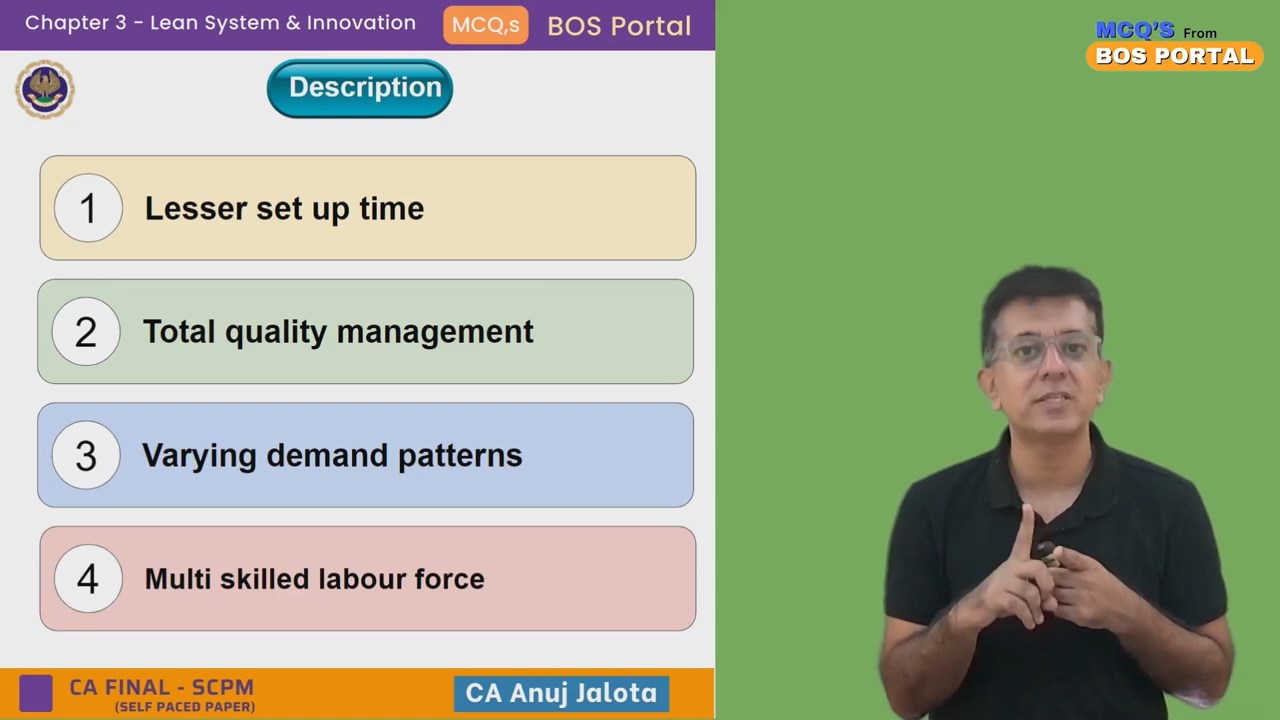 Chapter 3 - Lean System & Innovation MCQ,s BOS Portal
MCQ'S From
BOS PORTAL
Description
1 Lesser set up time
2 Total quality management
3 Varying demand patterns
4 Multi skilled labour force
CA FINAL - SCPM
(SELF PACED PAPER)
CA Anuj Jalota